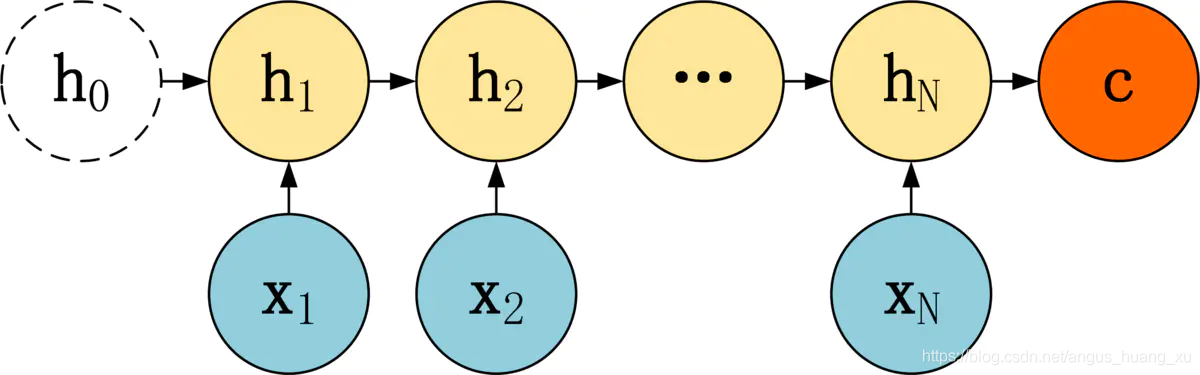 h0 h1 h2 ... hN c
x1 x2 xN
https://blog.csdn.net/angus_huang_xu